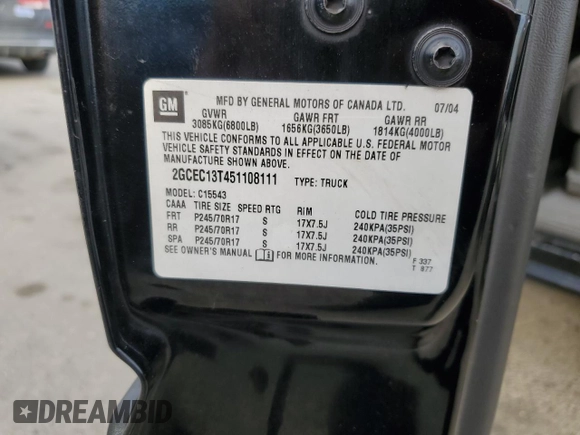 GM MFD BY GENERAL MOTORS OF CANADA LTD. 07/04
GVWR GAWR FRT GAWR RR
3085KG(6800LB) 1656KG(3650LB) 1814KG(4000LB)
THIS VEHICLE CONFORMS TO ALL APPLICABLE U.S. FEDERAL MOTOR
VEHICLE SAFETY STANDARDS IN EFFECT ON THE DATE OF
MANUFACTURE SHOWN ABOVE.
2GCEC13T451108111 TYPE: TRUCK
MODEL: C15543
CAAA TIRE SIZE SPEED RTG RIM COLD TIRE PRESSURE
FRT P245/70R17 S 17X7.5J 240KPA(35PSI)
RR P245/70R17 S 17X7.5J 240KPA(35PSI)
SPA P245/70R17 S 17X7.5J 240KPA(35PSI)
SEE OWNER'S MANUAL i FOR MORE INFORMATION.
F 337
T 877
DREAMBID